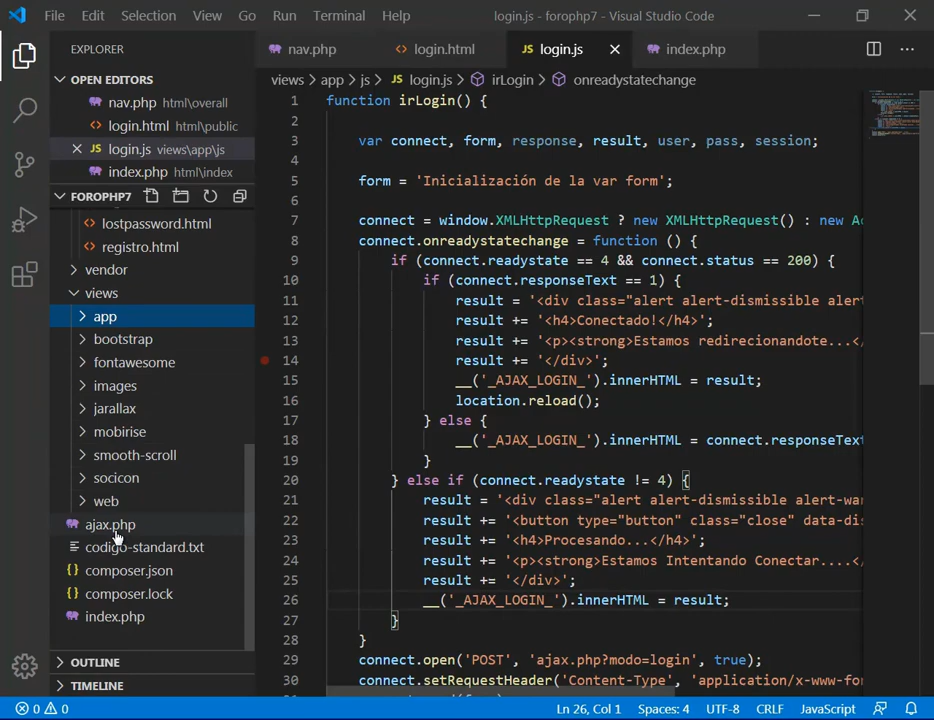 File Edit Selection View Go Run Terminal Help login.js - forophp7 - Visual Studio Code
EXPLORER
nav.php login.html JS login.js index.php
OPEN EDITORS
nav.php html\overall
login.html html\public
JS login.js views\app\js
index.php html\index
FOROPHP7
lostpassword.html
registro.html
vendor
views
app
bootstrap
fontawesome
images
jarallax
mobirise
smooth-scroll
socicon
web
ajax.php
codigo-standard.txt
composer.json
composer.lock
index.php
OUTLINE
TIMELINE
views > app > js > JS login.js > irLogin > onreadystatechange
1 function irLogin() {
2
3 var connect, form, response, result, user, pass, session;
4
5 form = 'Inicialización de la var form';
6
7 connect = window.XMLHttpRequest ? new XMLHttpRequest() : new Ac
8 connect.onreadystatechange = function () {
9 if (connect.readystate == 4 && connect.status == 200) {
10 if (connect.responseText == 1) {
11 result = '<div class="alert alert-dismissible alert
12 result += '<h4>Conectado!</h4>';
13 result += '<p><strong>Estamos redirecionandote...</
14 result += '</div>';
15 __('_AJAX_LOGIN_').innerHTML = result;
16 location.reload();
17 } else {
18 __('_AJAX_LOGIN_').innerHTML = connect.responseText
19 }
20 } else if (connect.readystate != 4) {
21 result = '<div class="alert alert-dismissible alert-war
22 result += '<button type="button" class="close" data-dis
23 result += '<h4>Procesando...</h4>';
24 result += '<p><strong>Estamos Intentando Conectar....</
25 result += '</div>';
26 __('_AJAX_LOGIN_').innerHTML = result;
27 }
28 }
29 connect.open('POST', 'ajax.php?modo=login', true);
30 connect.setRequestHeader('Content-Type', 'application/x-www-for
0 0 Ln 26, Col 1 Spaces: 4 UTF-8 CRLF JavaScript